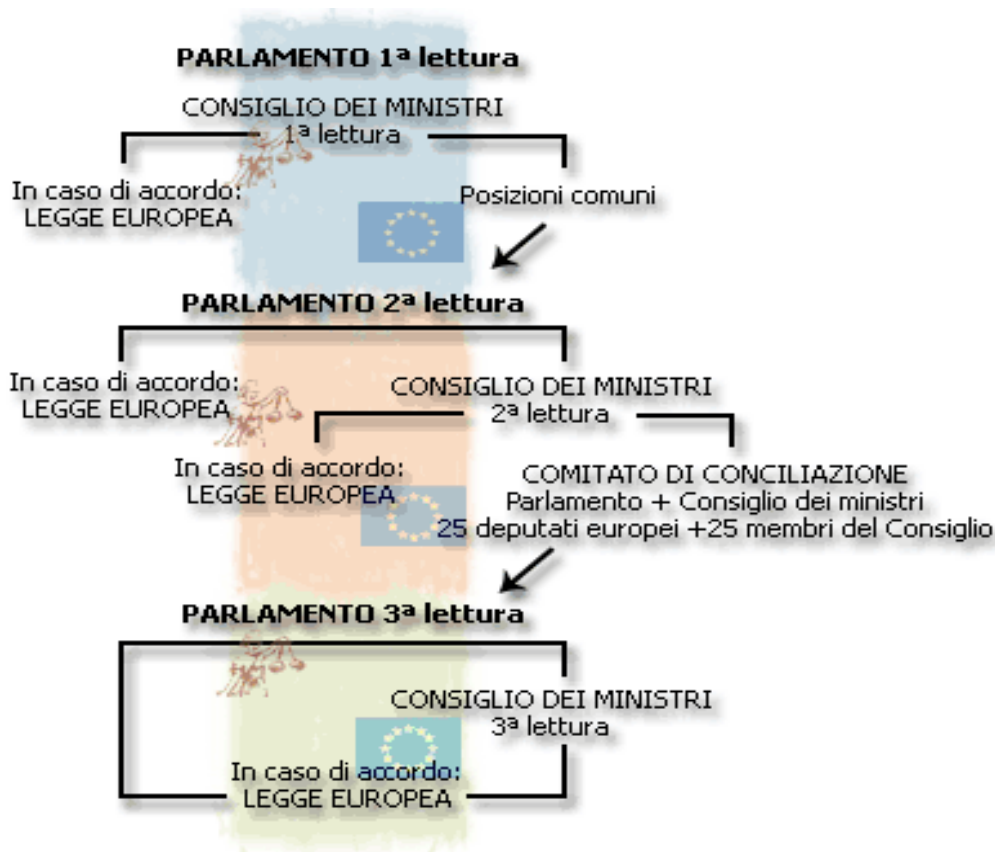 PARLAMENTO 1ª lettura
CONSIGLIO DEI MINISTRI
1ª lettura
In caso di accordo:
LEGGE EUROPEA
Posizioni comuni
PARLAMENTO 2ª lettura
In caso di accordo:
LEGGE EUROPEA
CONSIGLIO DEI MINISTRI
2ª lettura
In caso di accordo:
LEGGE EUROPEA
COMITATO DI CONCILIAZIONE
Parlamento + Consiglio dei ministri
25 deputati europei +25 membri del Consiglio
PARLAMENTO 3ª lettura
CONSIGLIO DEI MINISTRI
3ª lettura
In caso di accordo:
LEGGE EUROPEA